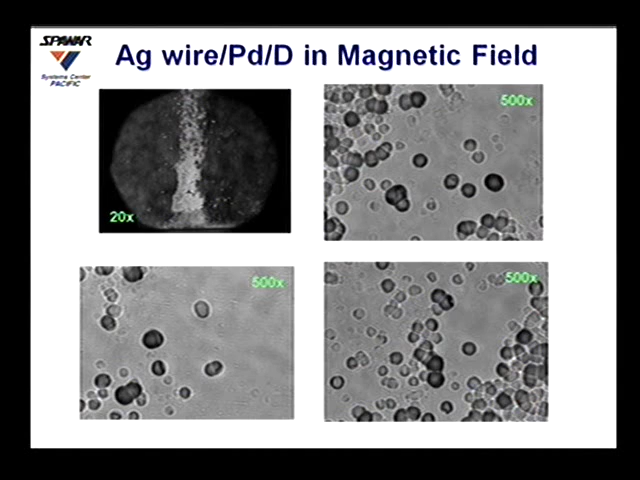 SPAWAR
Systems Center
PACIFIC
Ag wire/Pd/D in Magnetic Field
20x
500x
500x
500x